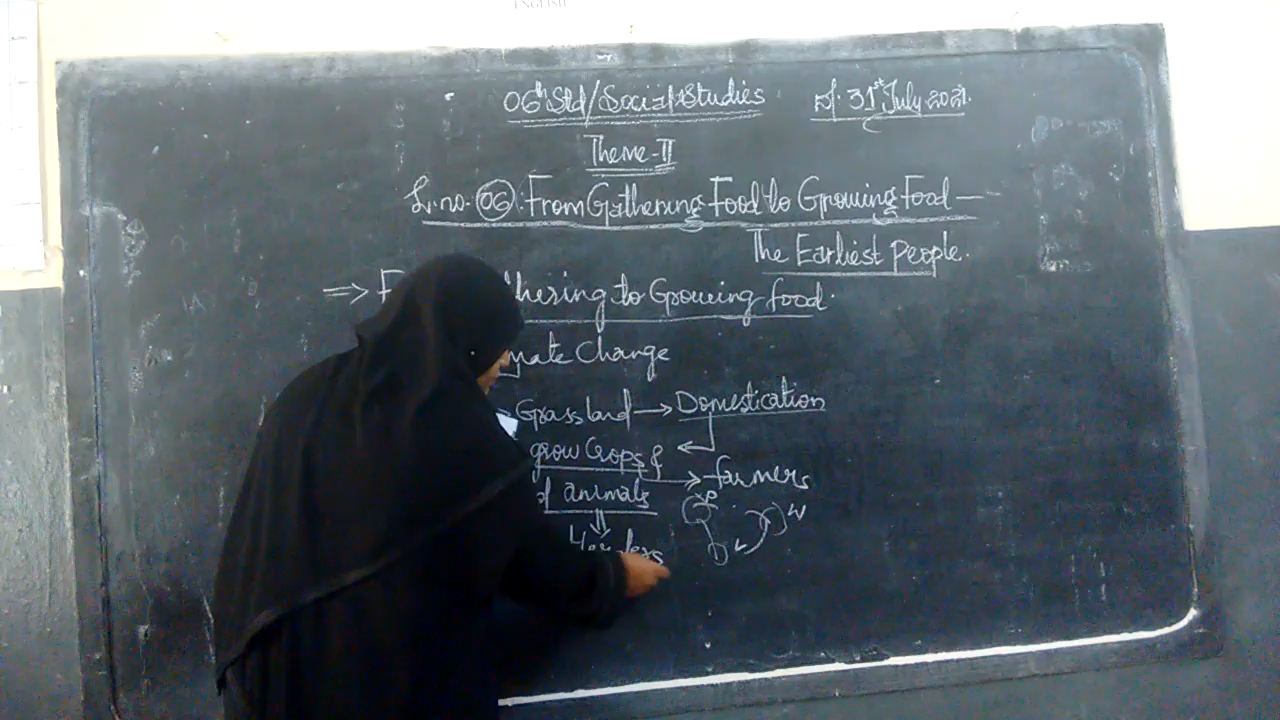 ENGLISH
06th Std/Social Studies
Dt: 31st July 2021.
Theme-II
L.no. 06: From Gathering Food to Growing Food —
The Earliest People.
⇒ F thering to Growing food.
mate Change
Grassland → Domestication
grow Crops & → farmers
of animals